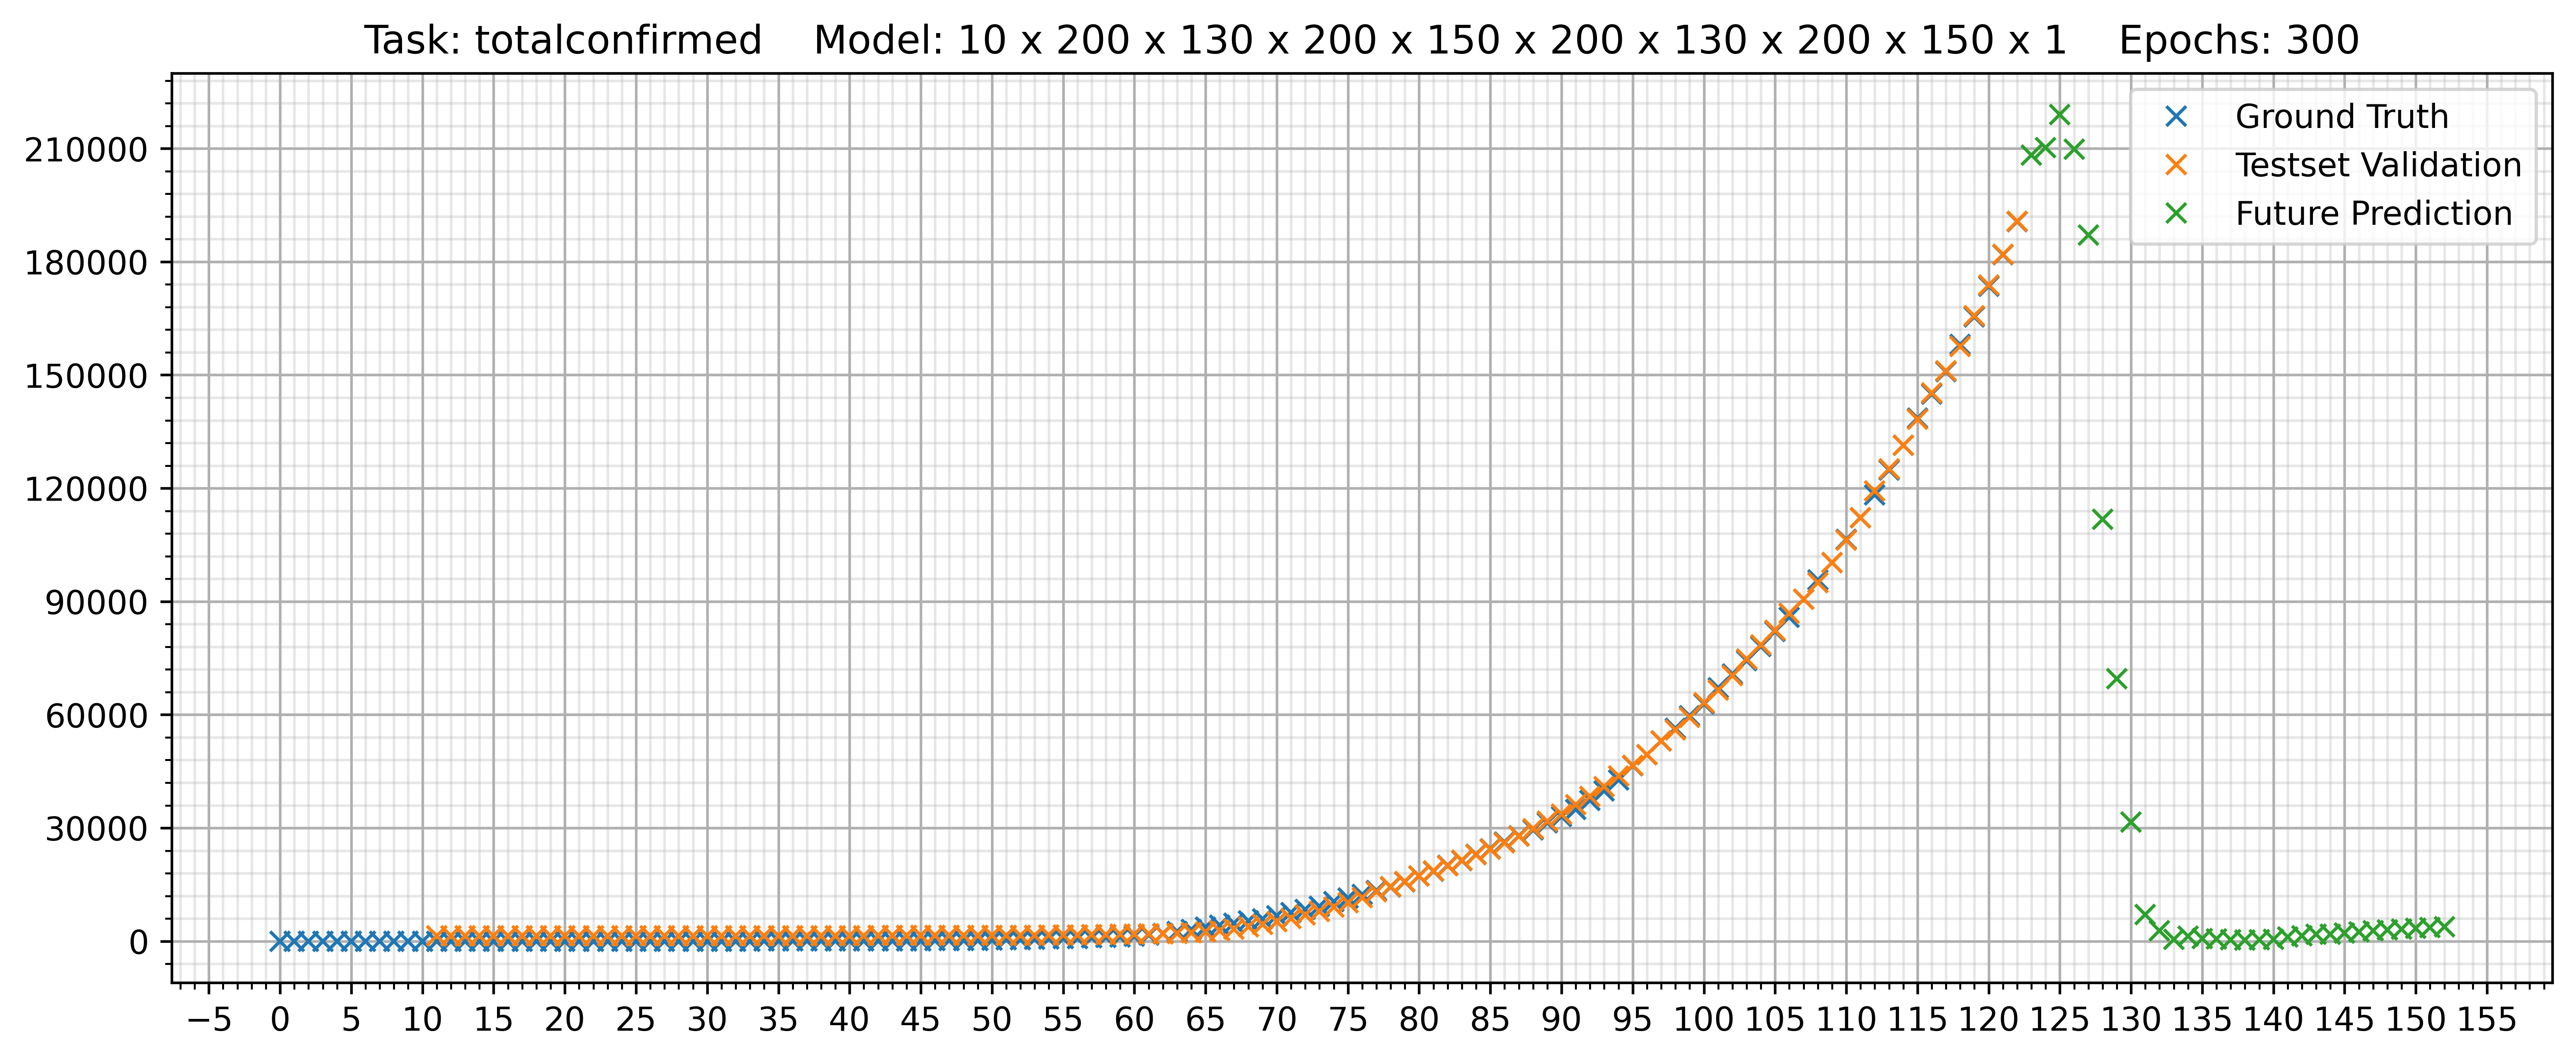 Task: totalconfirmed Model: 10 x 200 x 130 x 200 x 150 x 200 x 130 x 200 x 150 x 1 Epochs: 300
Ground Truth
Testset Validation
Future Prediction
210000
180000
150000
120000
90000
60000
30000
0
−5 0 5 10 15 20 25 30 35 40 45 50 55 60 65 70 75 80 85 90 95 100 105 110 115 120 125 130 135 140 145 150 155